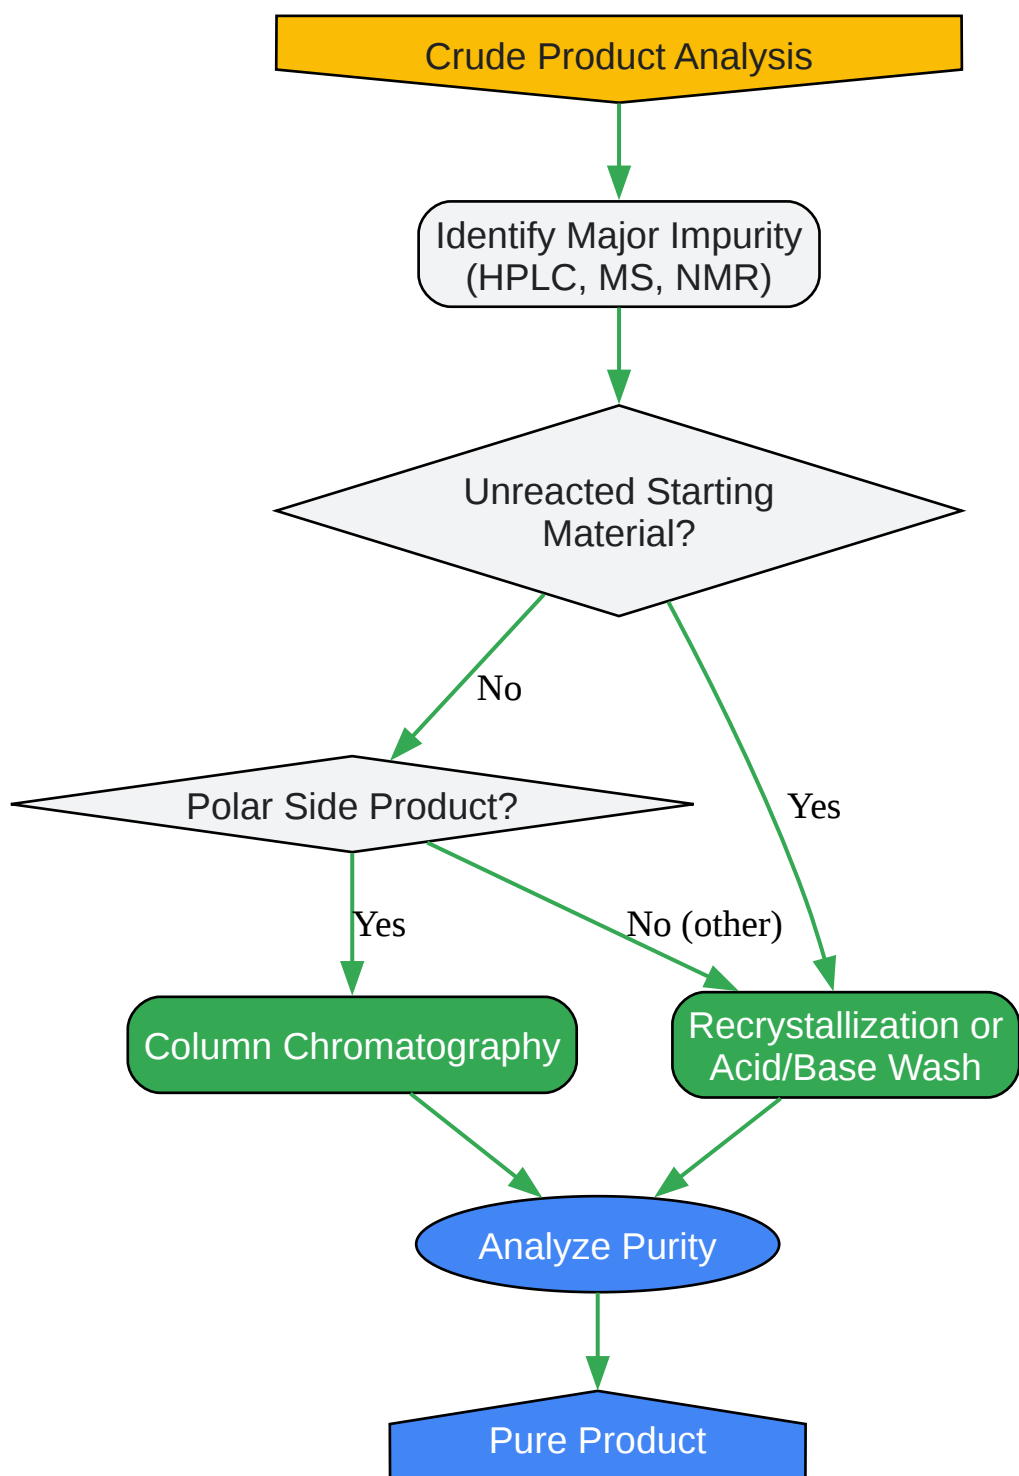 Crude Product Analysis
Identify Major Impurity
(HPLC, MS, NMR)
Unreacted Starting
Material?
No
Polar Side Product?
Yes
Yes
No (other)
Column Chromatography
Recrystallization or
Acid/Base Wash
Analyze Purity
Pure Product